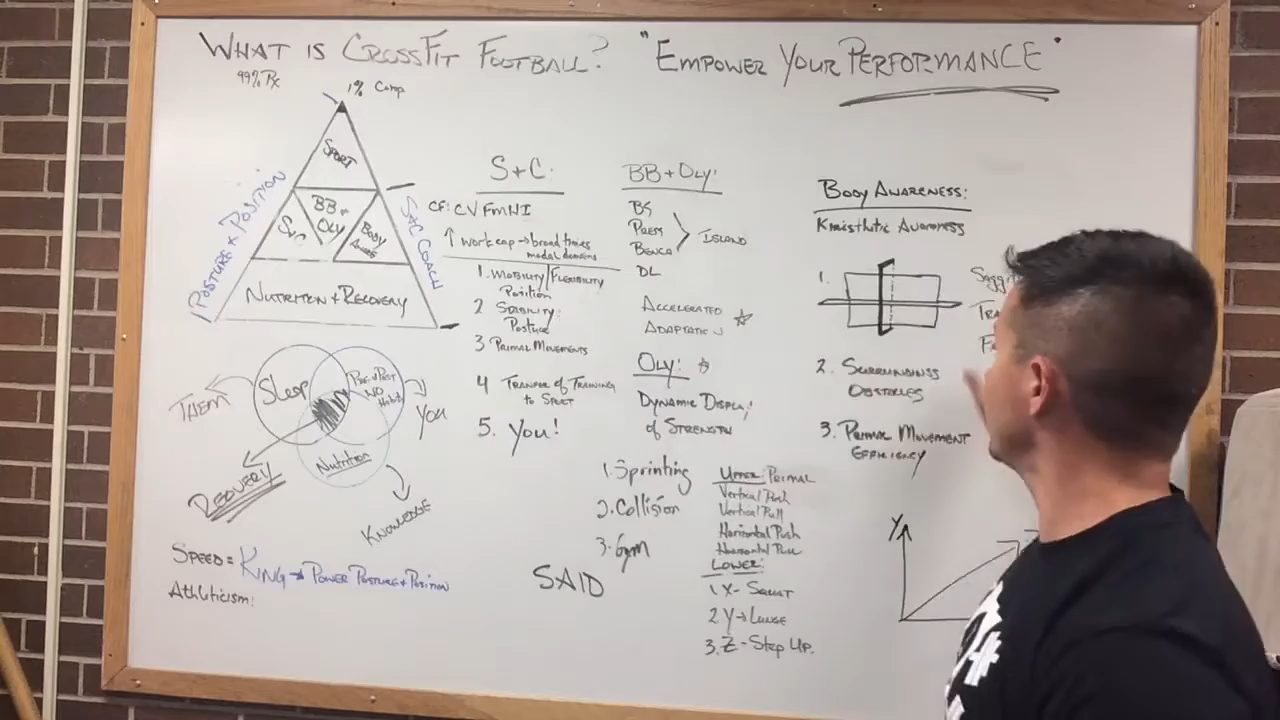 WHAT IS CROSSFIT FOOTBALL? "EMPOWER YOUR PERFORMANCE"
99% Rx
1% Comp
SPORT
BB +
OLY
S+C
BODY
AWARE
NUTRITION + RECOVERY
POSTURE + POSITION
S+C COACH
S+C:
CF: CVFMHI
↑ work cap → broad times
modal domains
1. MOBILITY/FLEXIBILITY
Position
2 STABILITY:
Posture
3 PRIMAL MOVEMENTS
4 TRANSFER OF TRAINING
to SPORT
5. YOU!
BB + OLY:
BS
PRESS
BENCH
ISLAND
DL
ACCELERATED
ADAPTATION
OLY:
DYNAMIC DISPLAY
of STRENGTH
BODY AWARENESS:
Kinisthetic Awareness
1.
Saggi
TRA
F
2. SURROUNDINGS
OBSTACLES
3. PRIMAL MOVEMENT
EFFICIENCY
Sleep
PRE + POST
WO
Habits
Nutrition
THEM
YOU
RECOVERY
KNOWLEDGE
1. Sprinting
2. Collision
3. Gym
SAID
UPPER PRIMAL
Vertical Push
Vertical Pull
Horizontal Push
Horizontal Pull
LOWER:
1 X- SQUAT
2 Y→ LUNGE
3. Z- Step Up.
Y
SPEED = KING → POWER POSTURE + POSITION
Athleticism: